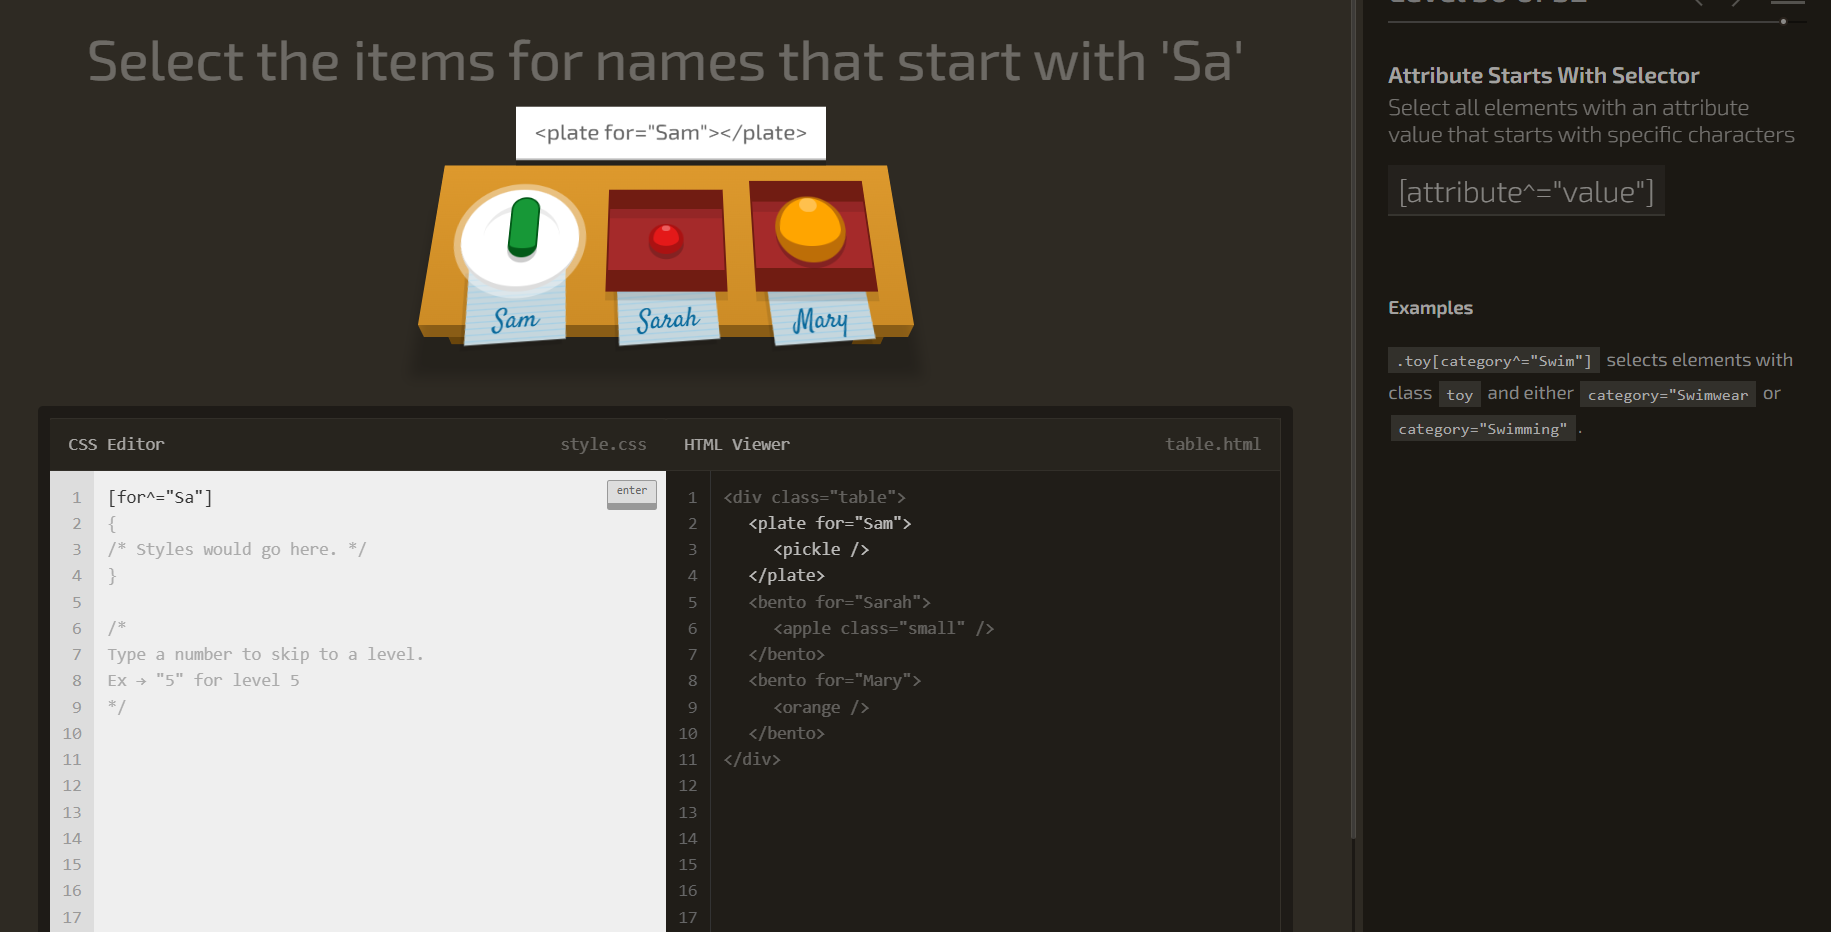 Select the items for names that start with 'Sa'
<plate for="Sam"></plate>
Sam
Sarah
Mary
CSS Editor
style.css
1 [for^="Sa"]
enter
2 {
3 /* Styles would go here. */
4 }
5
6 /*
7 Type a number to skip to a level.
8 Ex → "5" for level 5
9 */
10
11
12
13
14
15
16
17
HTML Viewer
table.html
1 <div class="table">
2 <plate for="Sam">
3 <pickle />
4 </plate>
5 <bento for="Sarah">
6 <apple class="small" />
7 </bento>
8 <bento for="Mary">
9 <orange />
10 </bento>
11 </div>
12
13
14
15
16
17
Attribute Starts With Selector
Select all elements with an attribute
value that starts with specific characters
[attribute^="value"]
Examples
.toy[category^="Swim"] selects elements with
class toy and either category="Swimwear or
category="Swimming" .